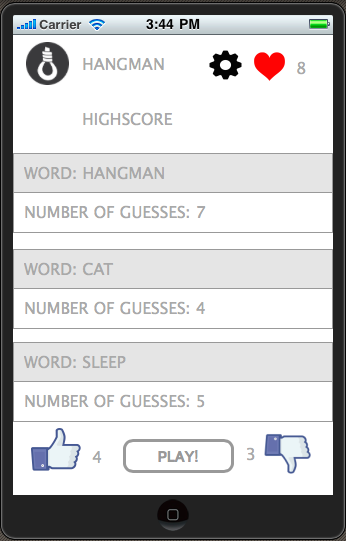 Carrier 3:44 PM
HANGMAN 8
HIGHSCORE
WORD: HANGMAN
NUMBER OF GUESSES: 7
WORD: CAT
NUMBER OF GUESSES: 4
WORD: SLEEP
NUMBER OF GUESSES: 5
4 PLAY! 3